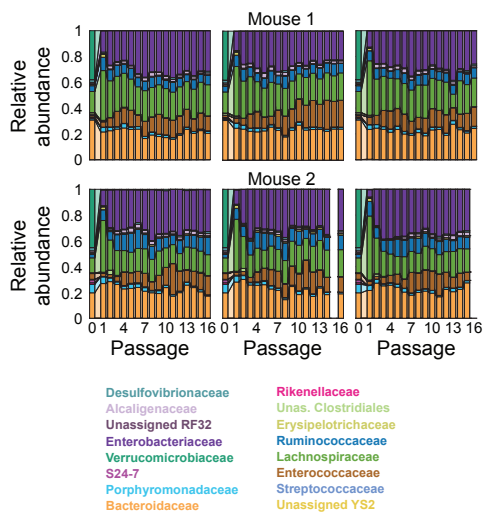 Mouse 1
Relative abundance
1
0.8
0.6
0.4
0.2
0
Mouse 2
Relative abundance
1
0.8
0.6
0.4
0.2
0
0 1 4 7 10 13 16
0 1 4 7 10 13 16
0 1 4 7 10 13 16
Passage Passage Passage
Desulfovibrionaceae Rikenellaceae
Alcaligenaceae Unas. Clostridiales
Unassigned RF32 Erysipelotrichaceae
Enterobacteriaceae Ruminococcaceae
Verrucomicrobiaceae Lachnospiraceae
S24-7 Enterococcaceae
Porphyromonadaceae Streptococcaceae
Bacteroidaceae Unassigned YS2